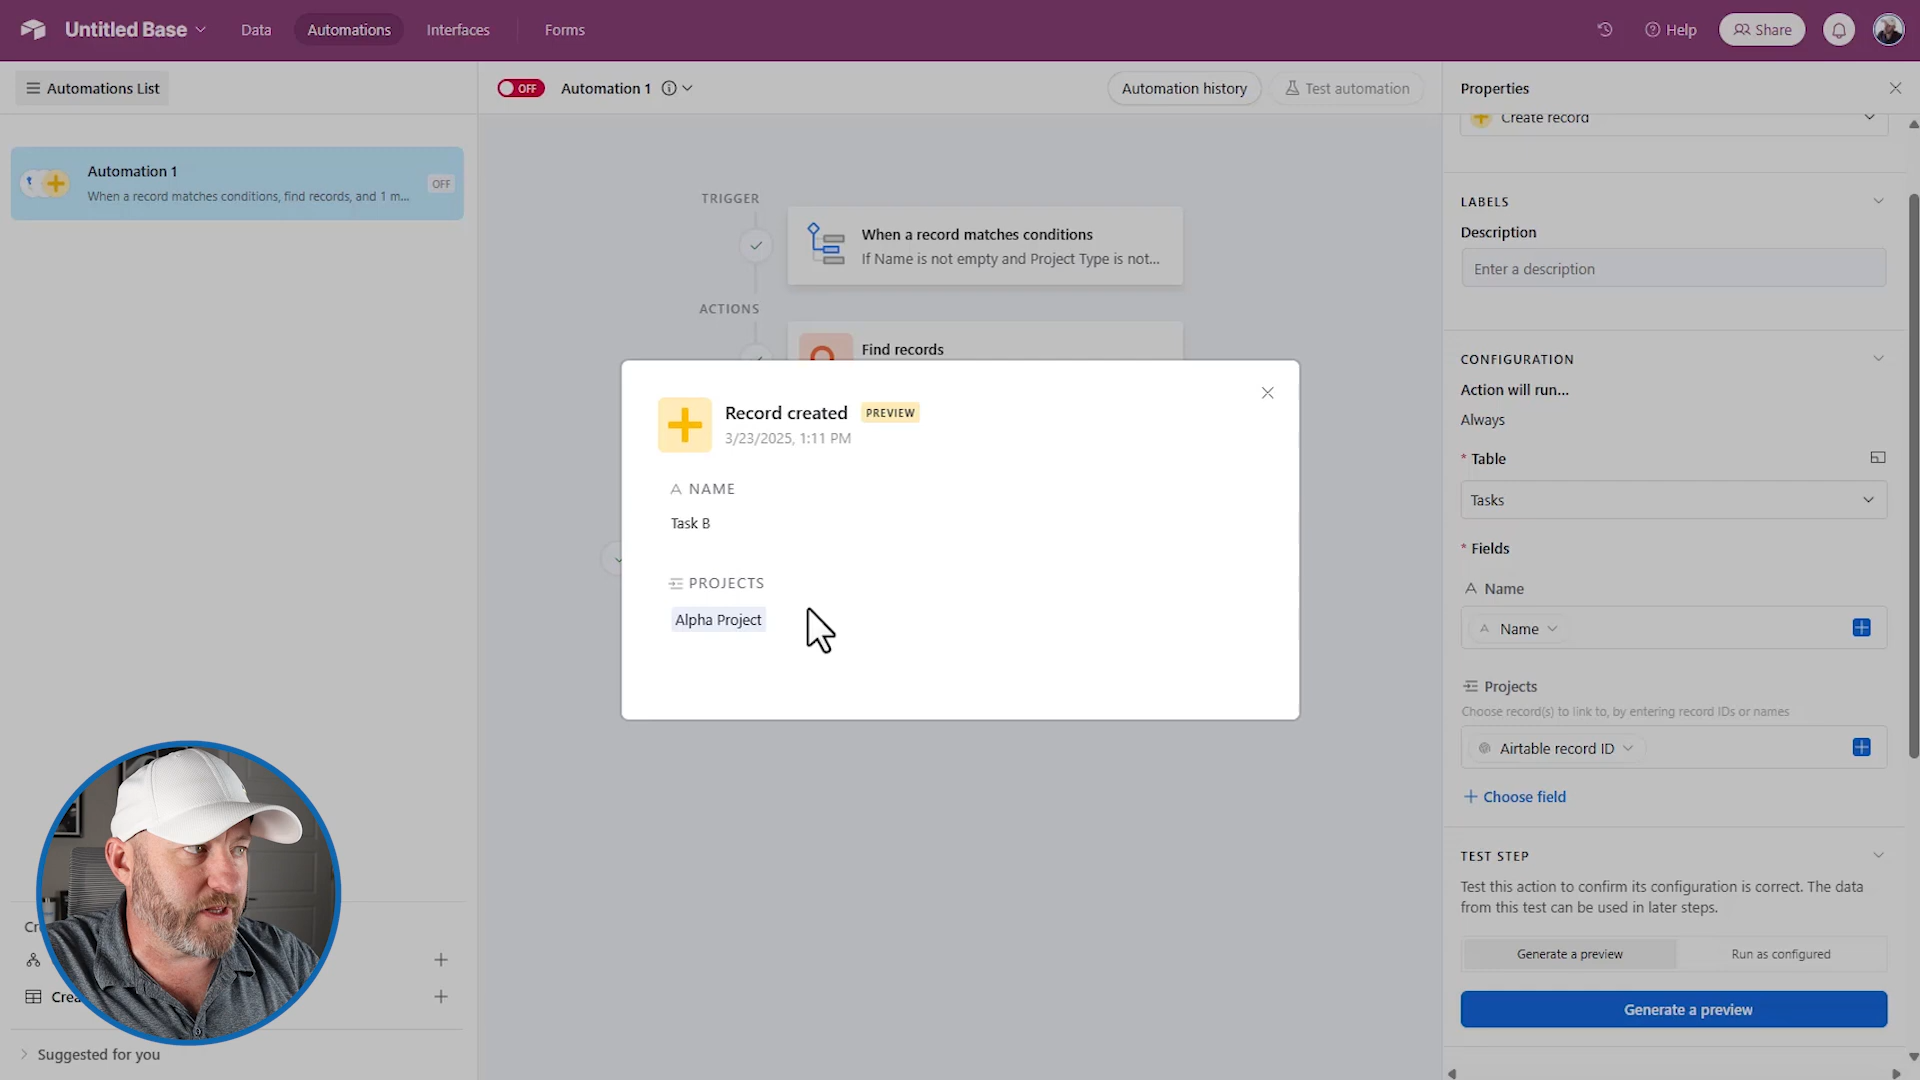 Untitled Base
Data
Automations
Interfaces
Forms
Help
Share
Automations List
OFF
Automation 1
Automation history
Test automation
Properties
Create record
Automation 1
When a record matches conditions, find records, and 1 m...
OFF
TRIGGER
When a record matches conditions
If Name is not empty and Project Type is not...
ACTIONS
Find records
Record created
PREVIEW
3/23/2025, 1:11 PM
A NAME
Task B
PROJECTS
Alpha Project
LABELS
Description
Enter a description
CONFIGURATION
Action will run...
Always
* Table
Tasks
* Fields
A Name
A Name
Projects
Choose record(s) to link to, by entering record IDs or names
Airtable record ID
+ Choose field
TEST STEP
Test this action to confirm its configuration is correct. The data
from this test can be used in later steps.
Generate a preview
Run as configured
Generate a preview
Suggested for you